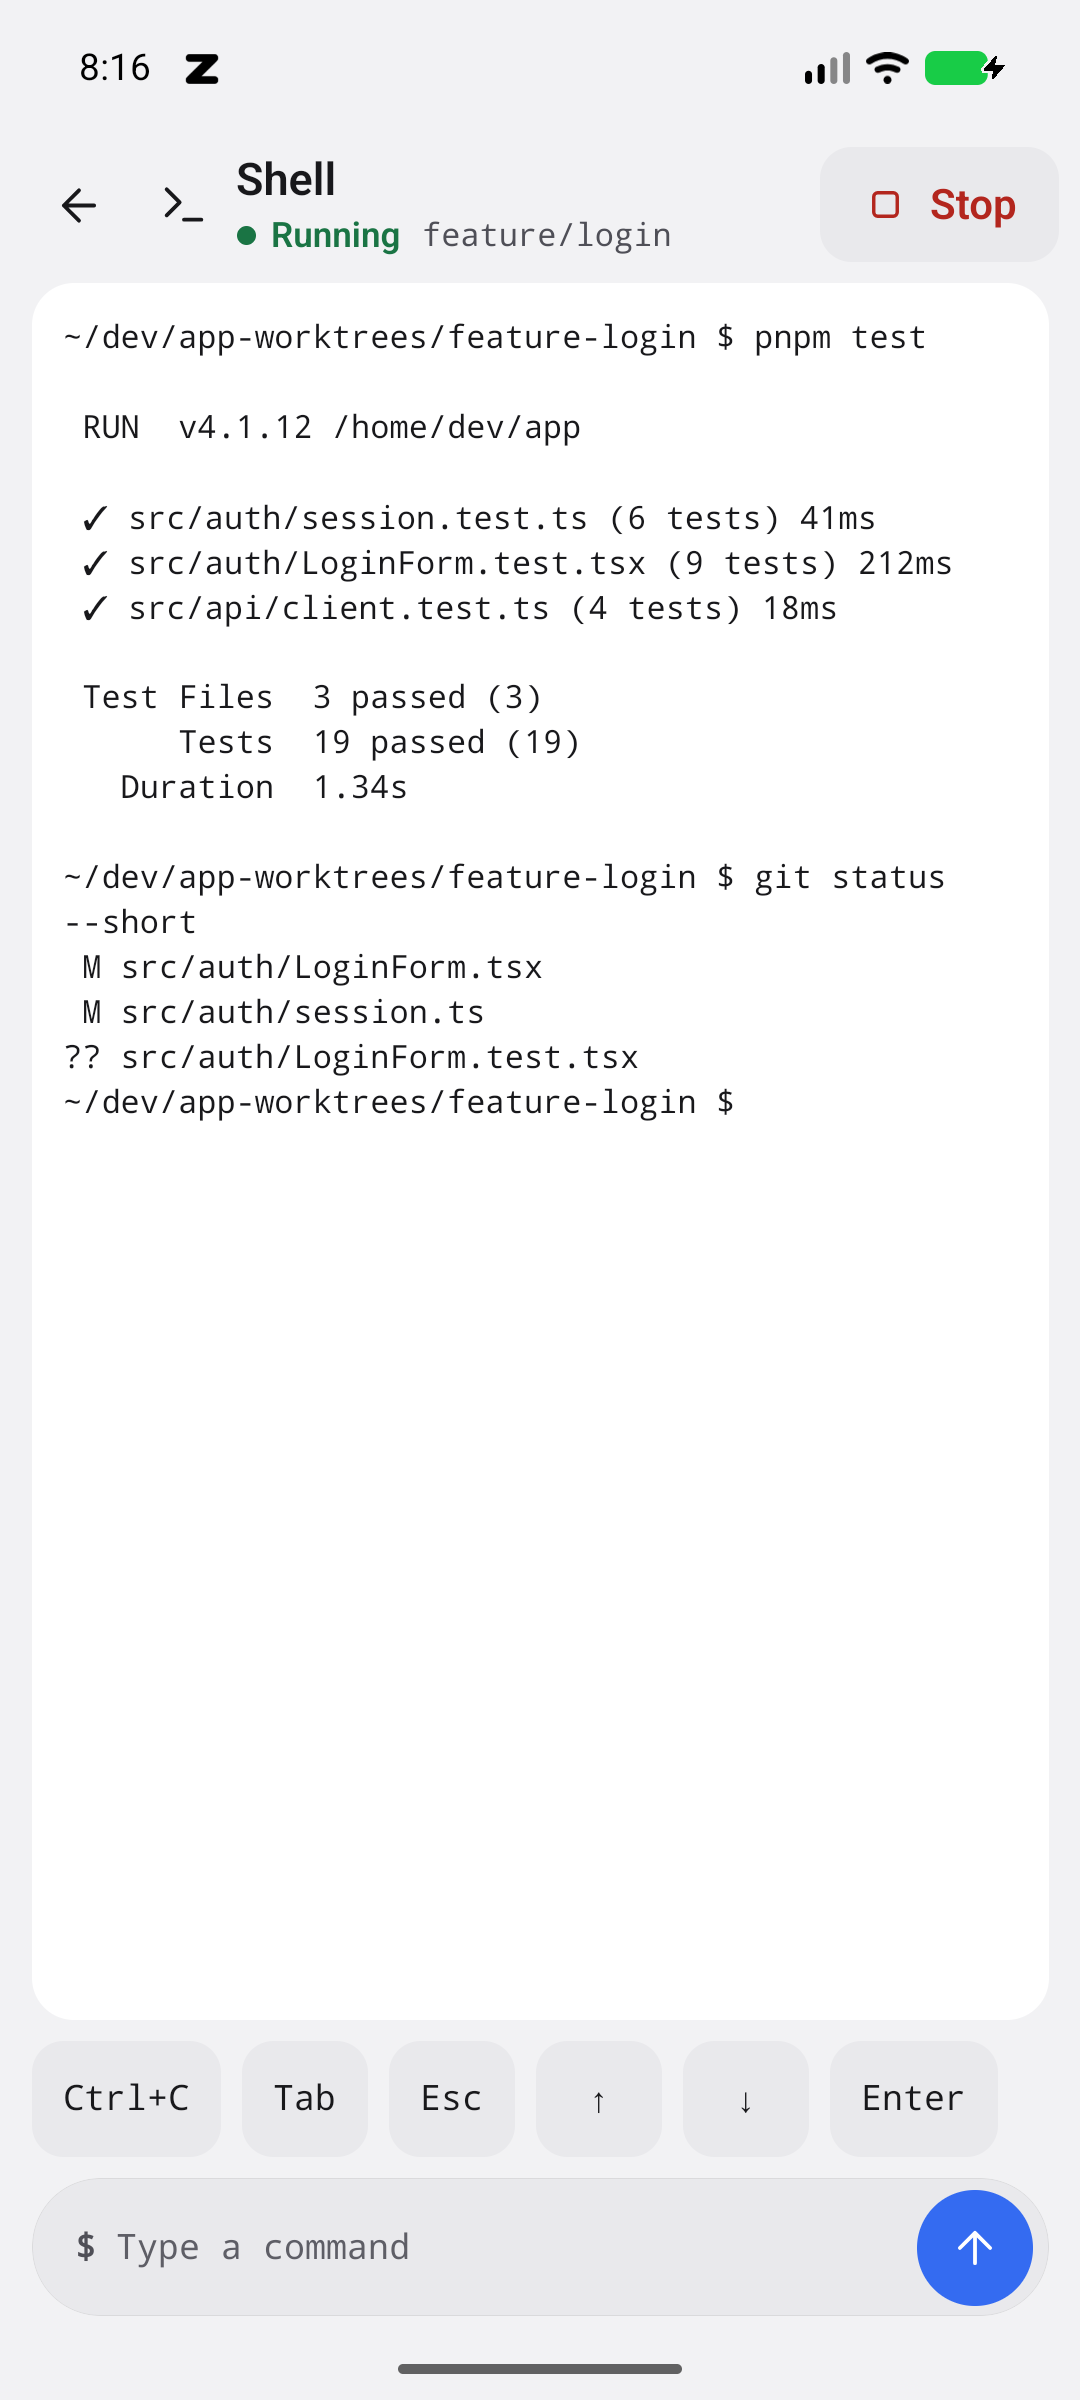 8:16
Shell
Running feature/login
Stop
~/dev/app-worktrees/feature-login $ pnpm test
RUN  v4.1.12 /home/dev/app
✓ src/auth/session.test.ts (6 tests) 41ms
✓ src/auth/LoginForm.test.tsx (9 tests) 212ms
✓ src/api/client.test.ts (4 tests) 18ms
Test Files  3 passed (3)
Tests  19 passed (19)
Duration  1.34s
~/dev/app-worktrees/feature-login $ git status
--short
M src/auth/LoginForm.tsx
M src/auth/session.ts
?? src/auth/LoginForm.test.tsx
~/dev/app-worktrees/feature-login $
Ctrl+C Tab Esc ↑ ↓ Enter
$ Type a command